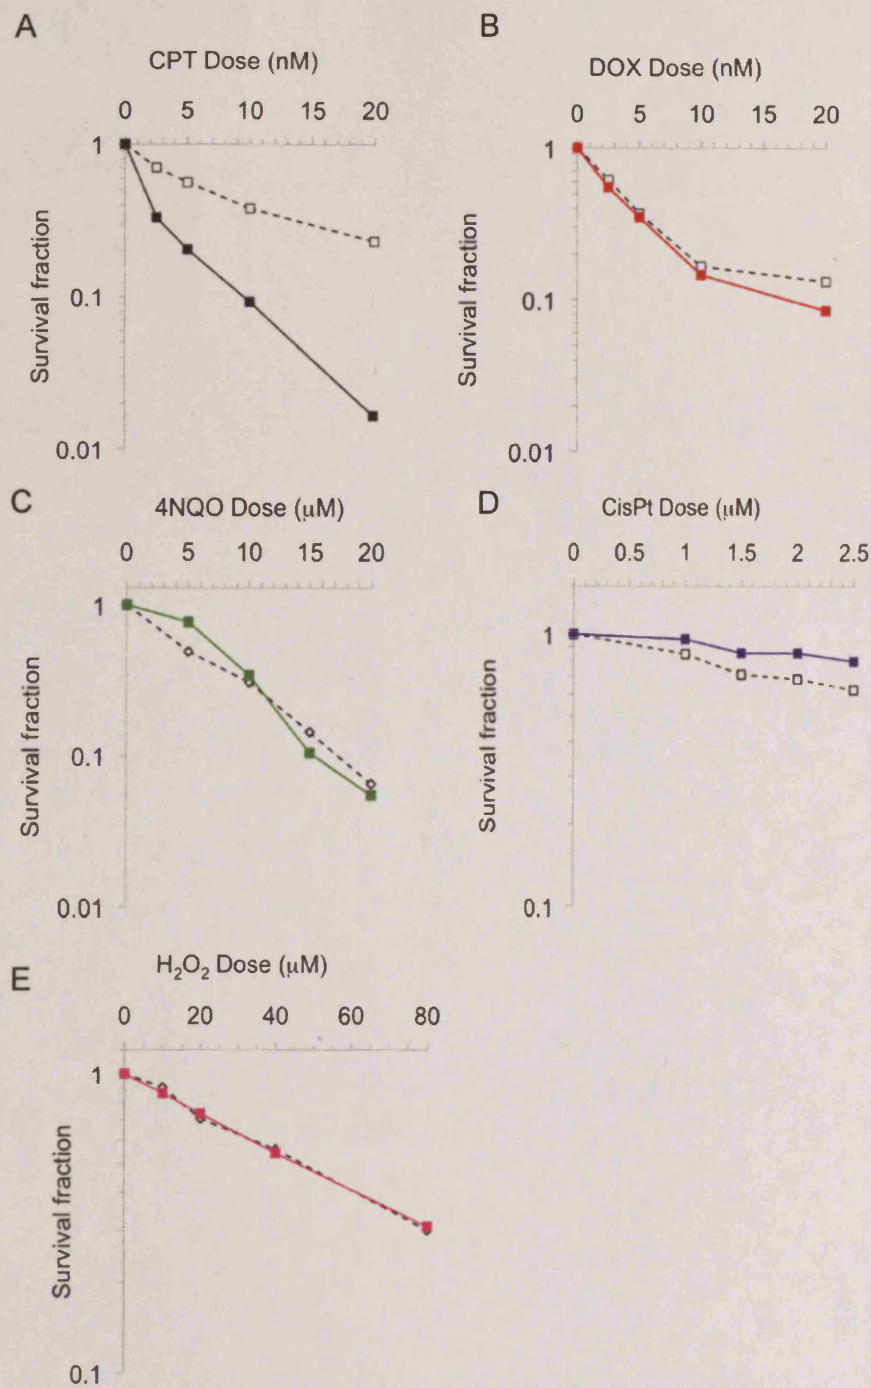 A
CPT Dose (nM)
0 5 10 15 20
1
0.1
0.01
Survival fraction
B
DOX Dose (nM)
0 5 10 15 20
1
0.1
0.01
Survival fraction
C
4NQO Dose (μM)
0 5 10 15 20
1
0.1
0.01
Survival fraction
D
CisPt Dose (μM)
0 0.5 1 1.5 2 2.5
1
0.1
Survival fraction
E
H₂O₂ Dose (μM)
0 20 40 60 80
1
0.1
Survival fraction